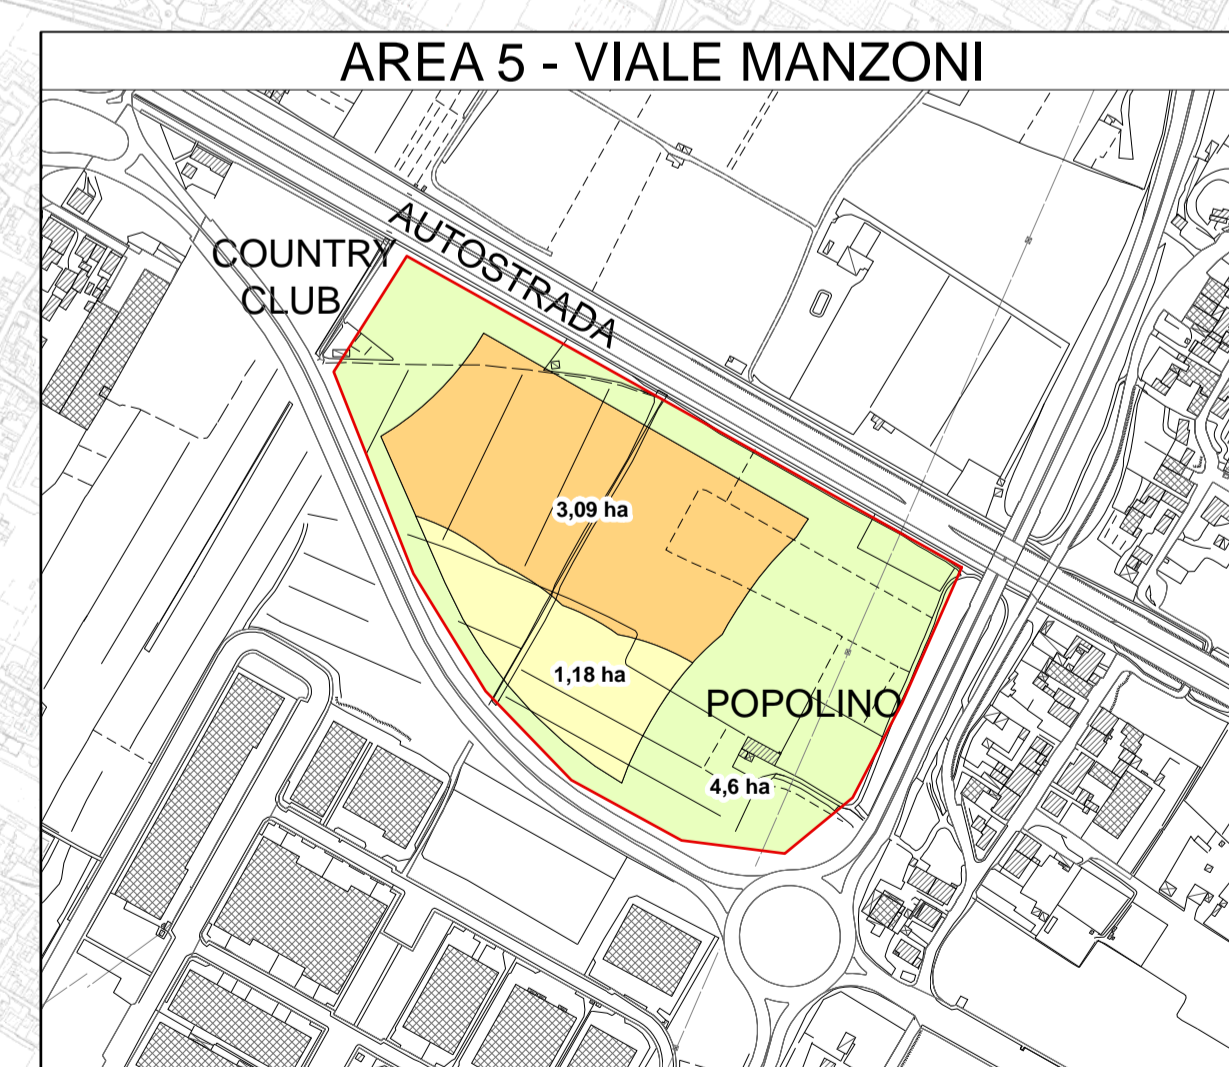 AREA 5 - VIALE MANZONI
AUTOSTRADA
COUNTRY
CLUB
3,09 ha
1,18 ha
POPOLINO
4,6 ha